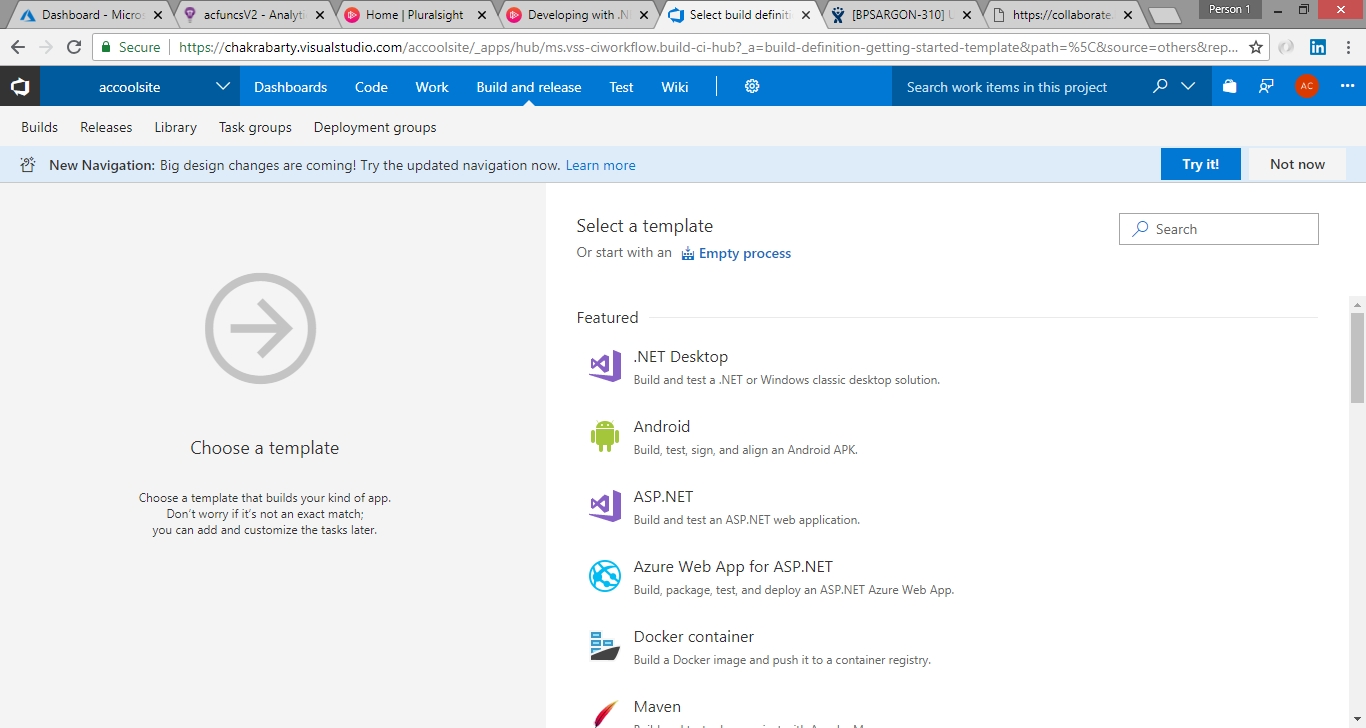 Dashboard - Micros
acfuncsV2 - Analyti
Home | Pluralsight
Developing with .N
Select build definiti
[BPSARGON-310] U
https://collaborate.
Person 1
Secure
https://chakrabarty.visualstudio.com/accoolsite/_apps/hub/ms.vss-ciworkflow.build-ci-hub?_a=build-definition-getting-started-template&path=%5C&source=others&rep...
accoolsite
Dashboards
Code
Work
Build and release
Test
Wiki
Search work items in this project
AC
Builds
Releases
Library
Task groups
Deployment groups
New Navigation: Big design changes are coming! Try the updated navigation now. Learn more
Try it!
Not now
Choose a template
Choose a template that builds your kind of app.
Don't worry if it's not an exact match;
you can add and customize the tasks later.
Select a template
Or start with an Empty process
Search
Featured
.NET Desktop
Build and test a .NET or Windows classic desktop solution.
Android
Build, test, sign, and align an Android APK.
ASP.NET
Build and test an ASP.NET web application.
Azure Web App for ASP.NET
Build, package, test, and deploy an ASP.NET Azure Web App.
Docker container
Build a Docker image and push it to a container registry.
Maven